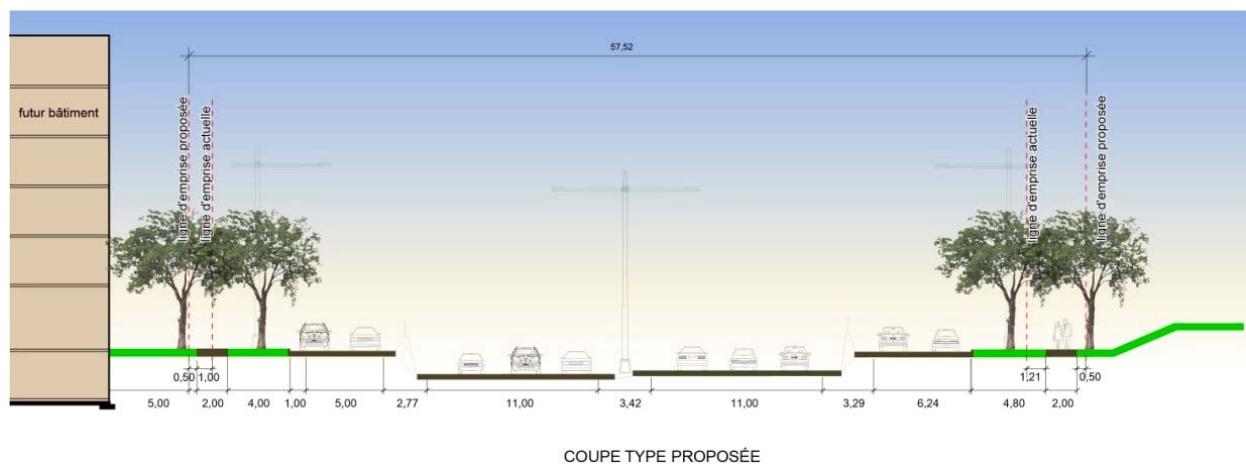 57,52
futur bâtiment
ligne d'emprise proposée
ligne d'emprise actuelle
ligne d'emprise actuelle
ligne d'emprise proposée
0,50 1,00 1,21 0,50
5,00 2,00 4,00 1,00 5,00 2,77 11,00 3,42 11,00 3,29 6,24 4,80 2,00
COUPE TYPE PROPOSÉE